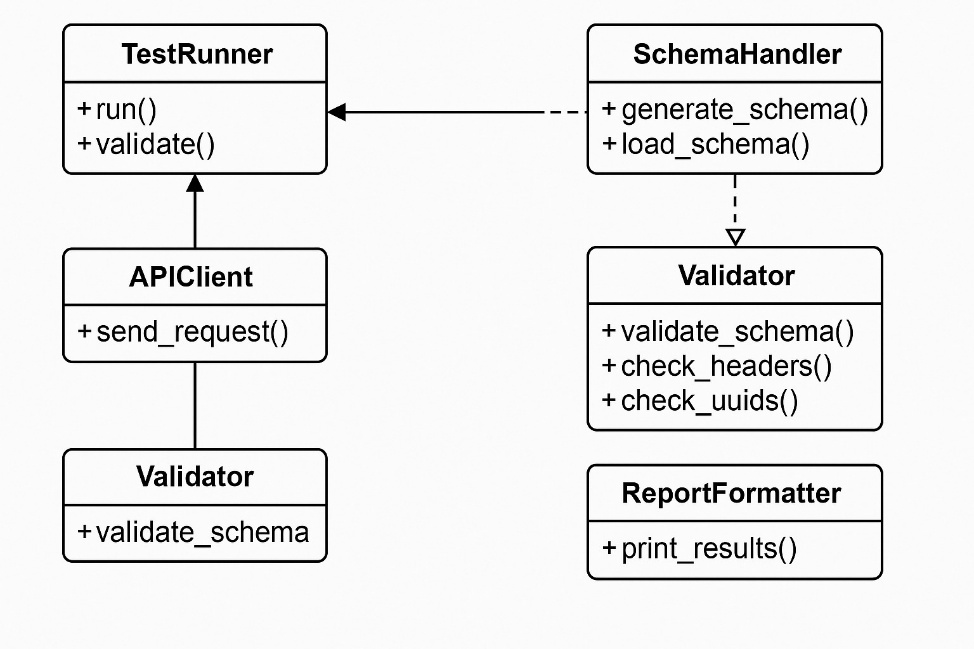 TestRunner
+ run()
+ validate()
SchemaHandler
+ generate_schema()
+ load_schema()
APIClient
+ send_request()
Validator
+ validate_schema()
+ check_headers()
+ check_uuids()
Validator
+ validate_schema
ReportFormatter
+ print_results()